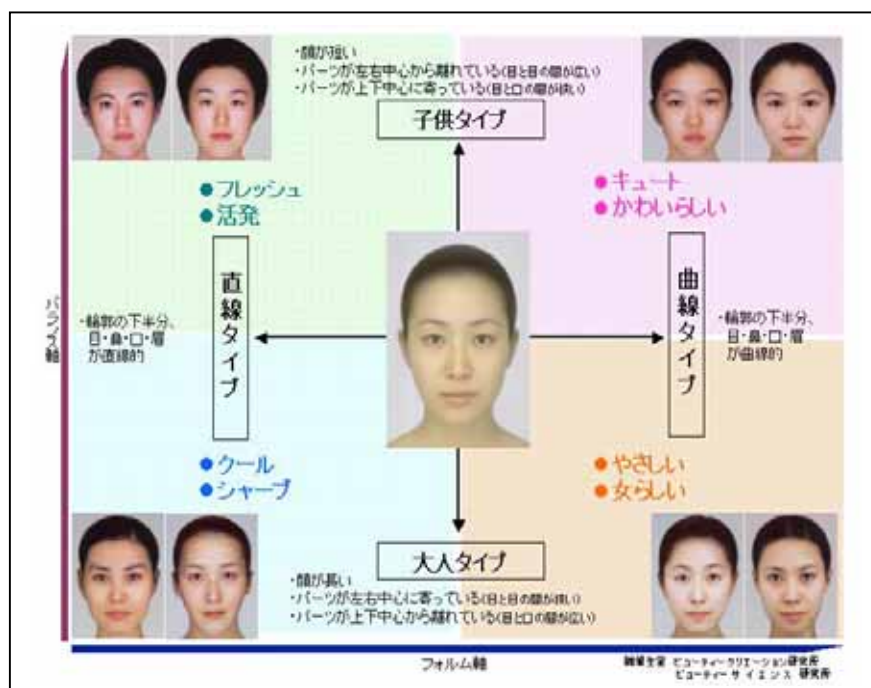 ・顔が短い
・パーツが左右中心から離れている(目と目の間が広い)
・パーツが上下中心に寄っている(目と口の間が狭い)
子供タイプ
●フレッシュ
●活発
●キュート
●かわいらしい
バランス軸
・輪郭の下半分、
目・鼻・口・眉
が直線的
直線タイプ
曲線タイプ
・輪郭の下半分、
目・鼻・口・眉
が曲線的
●クール
●シャープ
●やさしい
●女らしい
大人タイプ
・顔が長い
・パーツが左右中心に寄っている(目と目の間が狭い)
・パーツが上下中心から離れている(目と口の間が広い)
フォルム軸
資生堂 ビューティークリエーション研究所
ビューティーサイエンス研究所